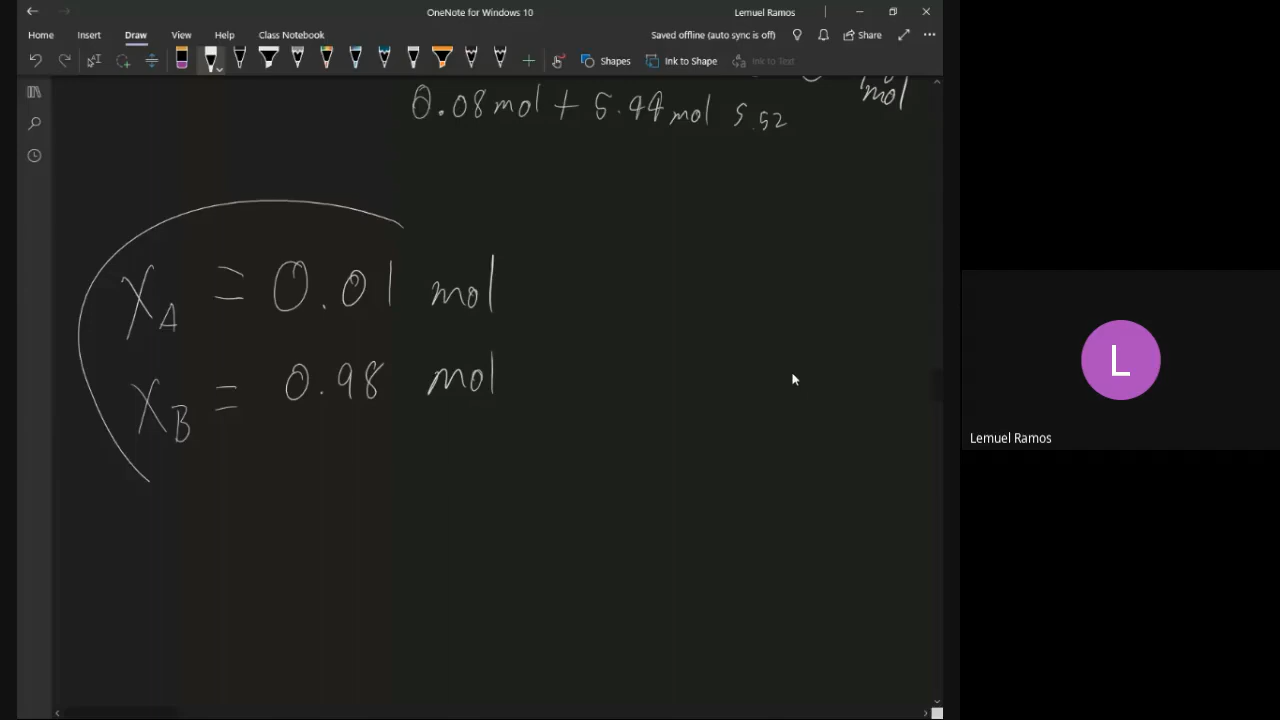 OneNote for Windows 10
Lemuel Ramos
Home Insert Draw View Help Class Notebook
Saved offline (auto sync is off)
Share
Shapes
Ink to Shape
Ink to Text
mol
0.08 mol + 5.44 mol 5.52
X_A = 0.01 mol
X_B = 0.98 mol
L
Lemuel Ramos